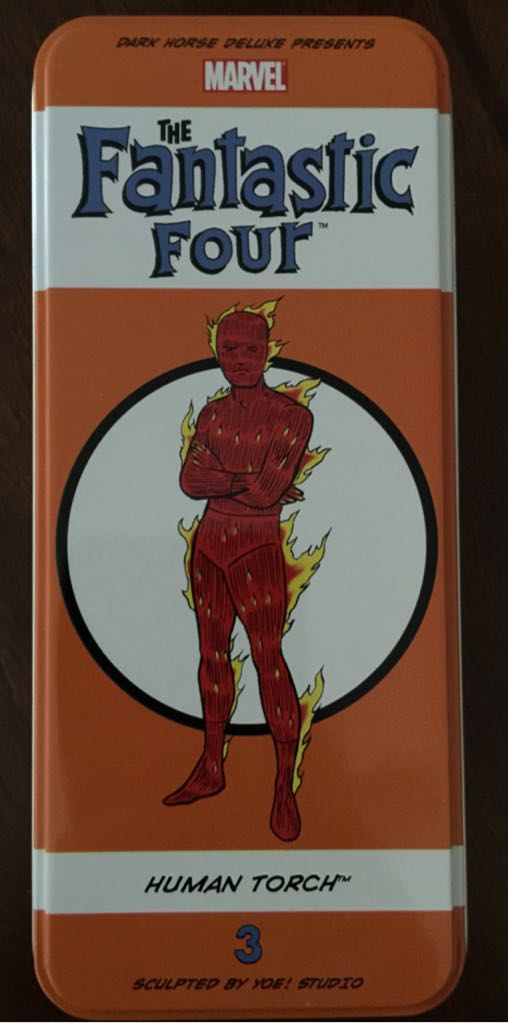 DARK HORSE DELUXE PRESENTS
MARVEL
THE
Fantastic
Four™
HUMAN TORCH™
3
SCULPTED BY YOE! STUDIO